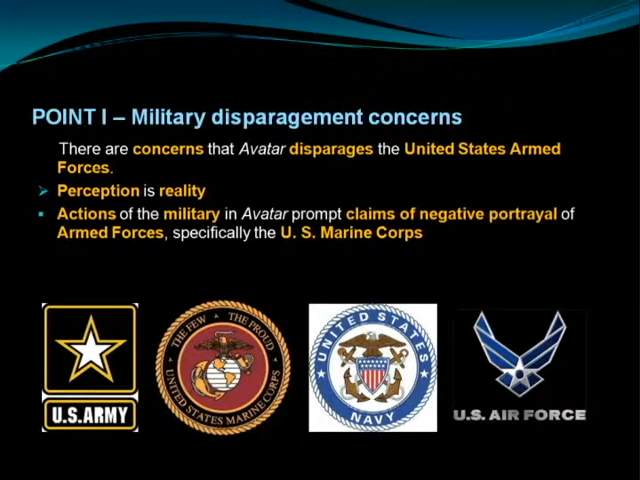 POINT I – Military disparagement concerns
There are concerns that Avatar disparages the United States Armed
Forces.
Perception is reality
Actions of the military in Avatar prompt claims of negative portrayal of
Armed Forces, specifically the U. S. Marine Corps
U.S.ARMY
THE FEW THE PROUD
UNITED STATES MARINE CORPS
UNITED STATES
NAVY
U.S. AIR FORCE